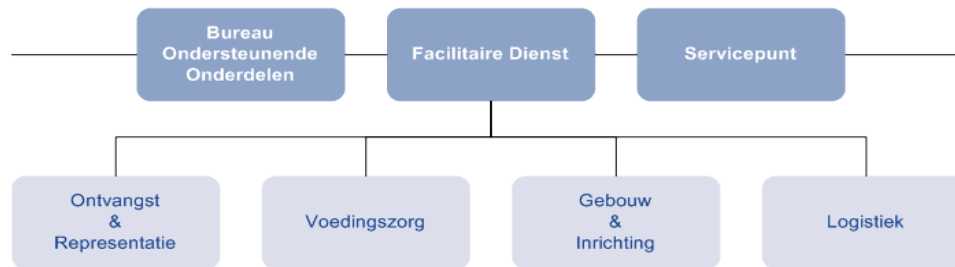 Bureau
Ondersteunende
Onderdelen
Facilitaire Dienst
Servicepunt
Ontvangst
&
Representatie
Voedingszorg
Gebouw
&
Inrichting
Logistiek